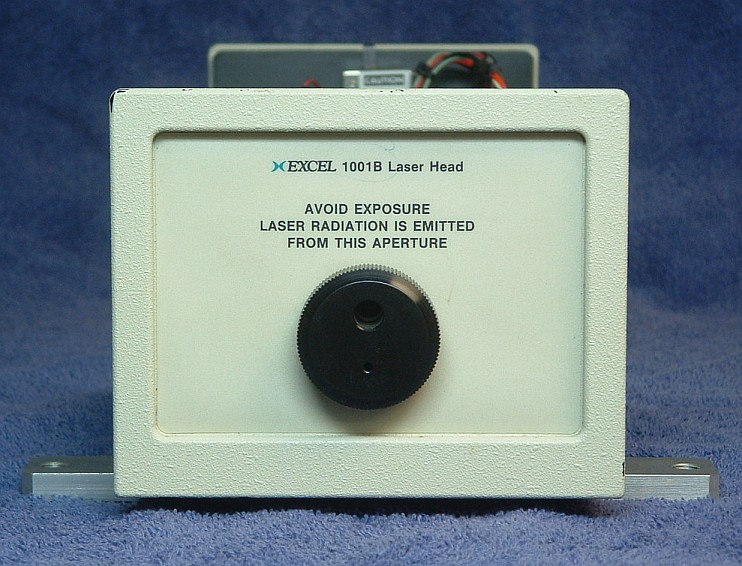 CAUTION
EXCEL 1001B Laser Head
AVOID EXPOSURE
LASER RADIATION IS EMITTED
FROM THIS APERTURE